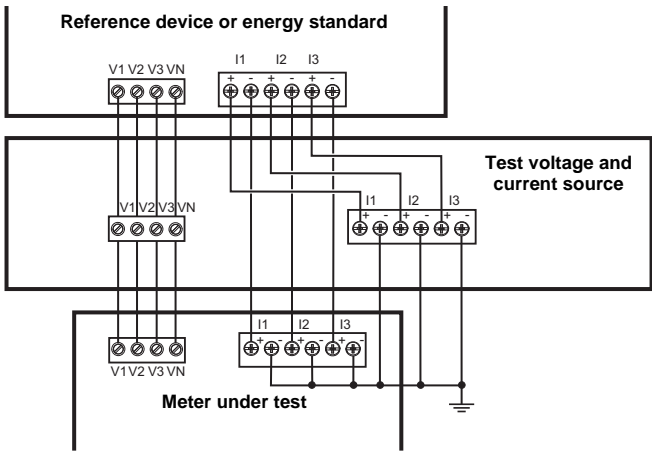 Reference device or energy standard
V1 V2 V3 VN
I1 I2 I3
+ - + - + -
Test voltage and
current source
V1 V2 V3 VN
I1 I2 I3
+ - + - + -
I1 I2 I3
+ - + - + -
V1 V2 V3 VN
Meter under test